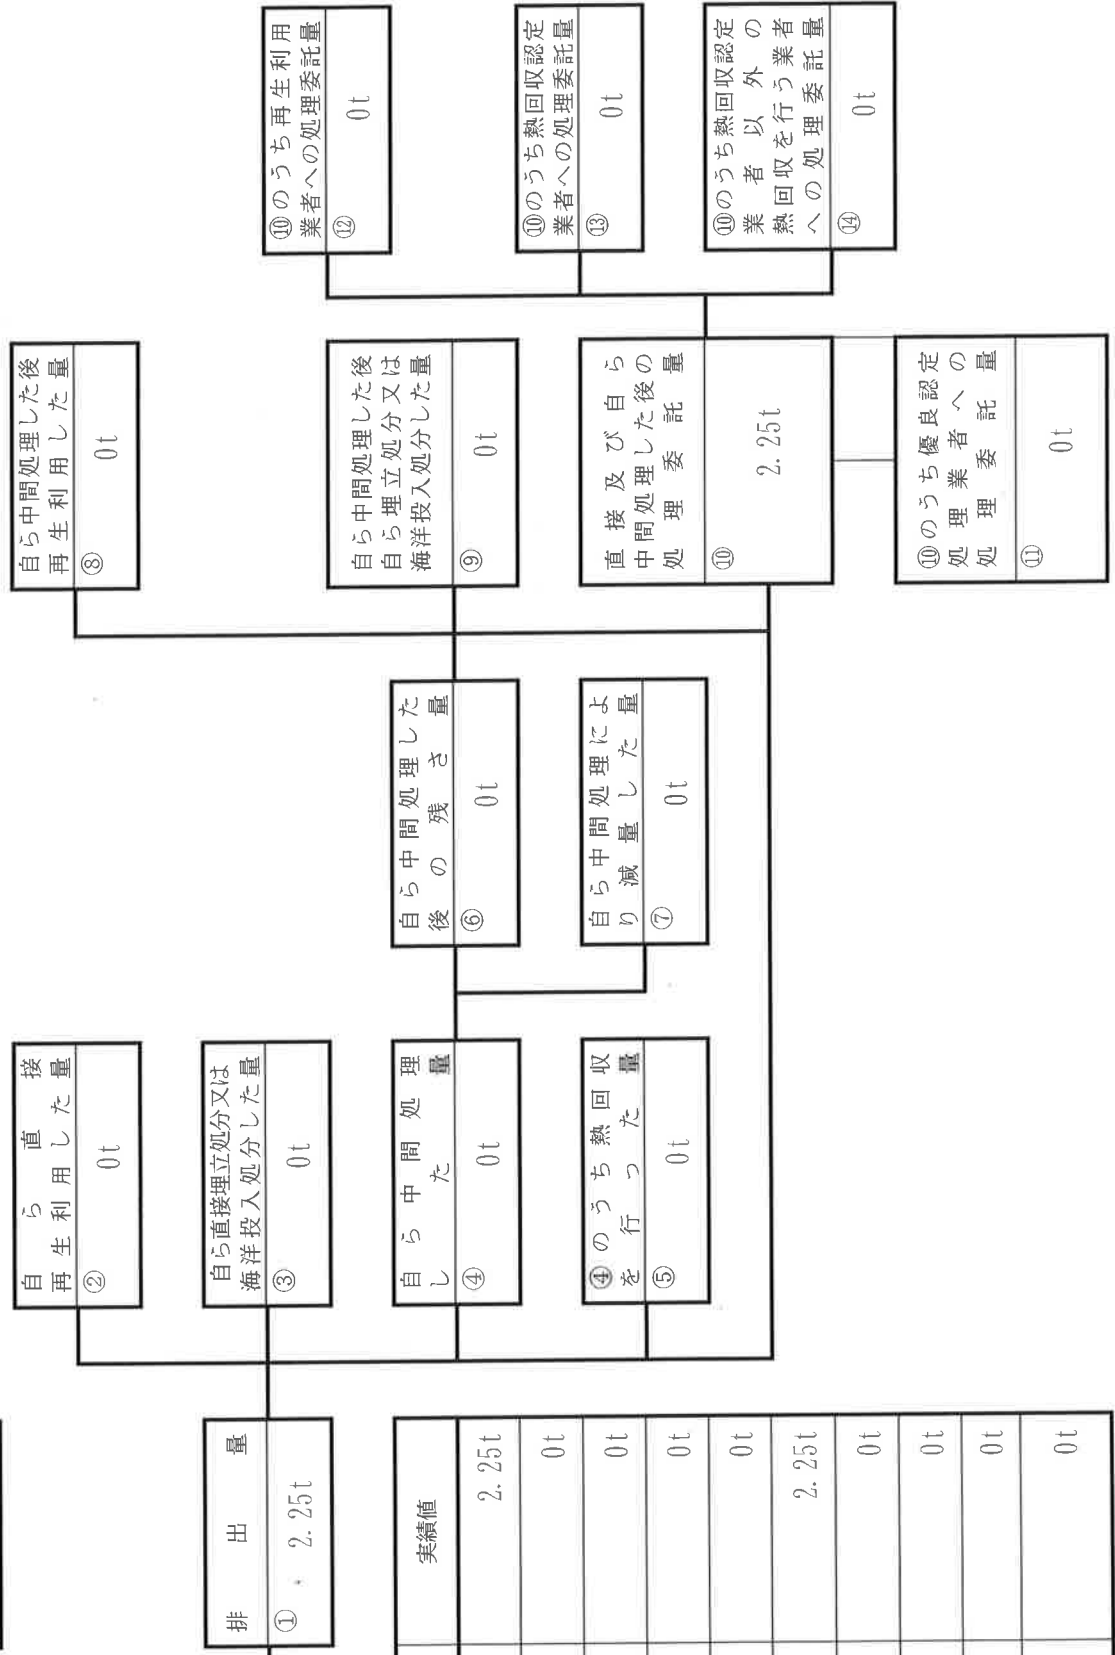 排出量
① 2.25t
実績値
2.25t
0t
0t
0t
0t
2.25t
0t
0t
0t
0t
自ら直接
再生利用した量
② 0t
自ら直接埋立処分又は
海洋投入処分した量
③ 0t
自ら中間処理
した量
④ 0t
④のうち熱回収
を行った量
⑤ 0t
自ら中間処理した
後の残さ量
⑥ 0t
自ら中間処理によ
り減量した量
⑦ 0t
自ら中間処理した後
再生利用した量
⑧ 0t
自ら中間処理した後
自ら埋立処分又は
海洋投入処分した量
⑨ 0t
直接及び自ら
中間処理した後の
処理委託量
⑩ 2.25t
⑩のうち優良認定
処理業者への
処理委託量
⑪ 0t
⑩のうち再生利用
業者への処理委託量
⑫ 0t
⑩のうち熱回収認定
業者への処理委託量
⑬ 0t
⑩のうち熱回収認定
業者以外の
熱回収を行う業者
への処理委託量
⑭ 0t